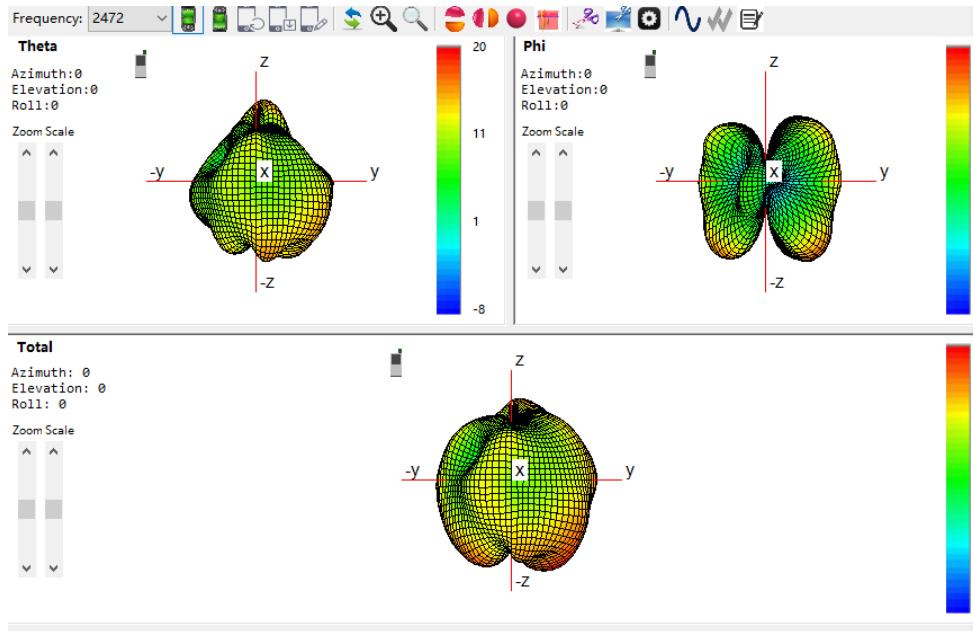 Frequency: 2472
Theta
Azimuth:0
Elevation:0
Roll:0
Zoom Scale
z
-y
x
y
-z
20
11
1
-8
Phi
Azimuth:0
Elevation:0
Roll:0
Zoom Scale
z
-y
x
y
-z
Total
Azimuth: 0
Elevation: 0
Roll: 0
Zoom Scale
z
-y
x
y
-z